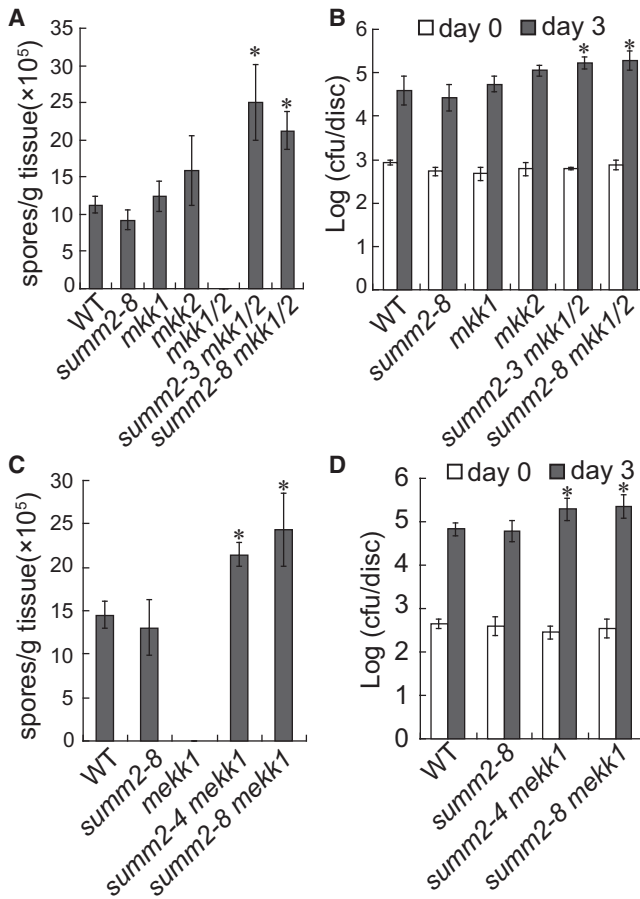 A
spores/g tissue(×10⁵)
35
30
25
20
15
10
5
0
*
*
WT
summ2-8
mkk1
mkk2
mkk1/2
summ2-3 mkk1/2
summ2-8 mkk1/2
B
day 0 day 3
Log (cfu/disc)
6
5
4
3
2
1
0
*
*
WT
summ2-8
mkk1
mkk2
summ2-3 mkk1/2
summ2-8 mkk1/2
C
spores/g tissue(×10⁵)
30
25
20
15
10
5
0
*
*
WT
summ2-8
mekk1
summ2-4 mekk1
summ2-8 mekk1
D
day 0 day 3
Log (cfu/disc)
6
5
4
3
2
1
0
*
*
WT
summ2-8
summ2-4 mekk1
summ2-8 mekk1